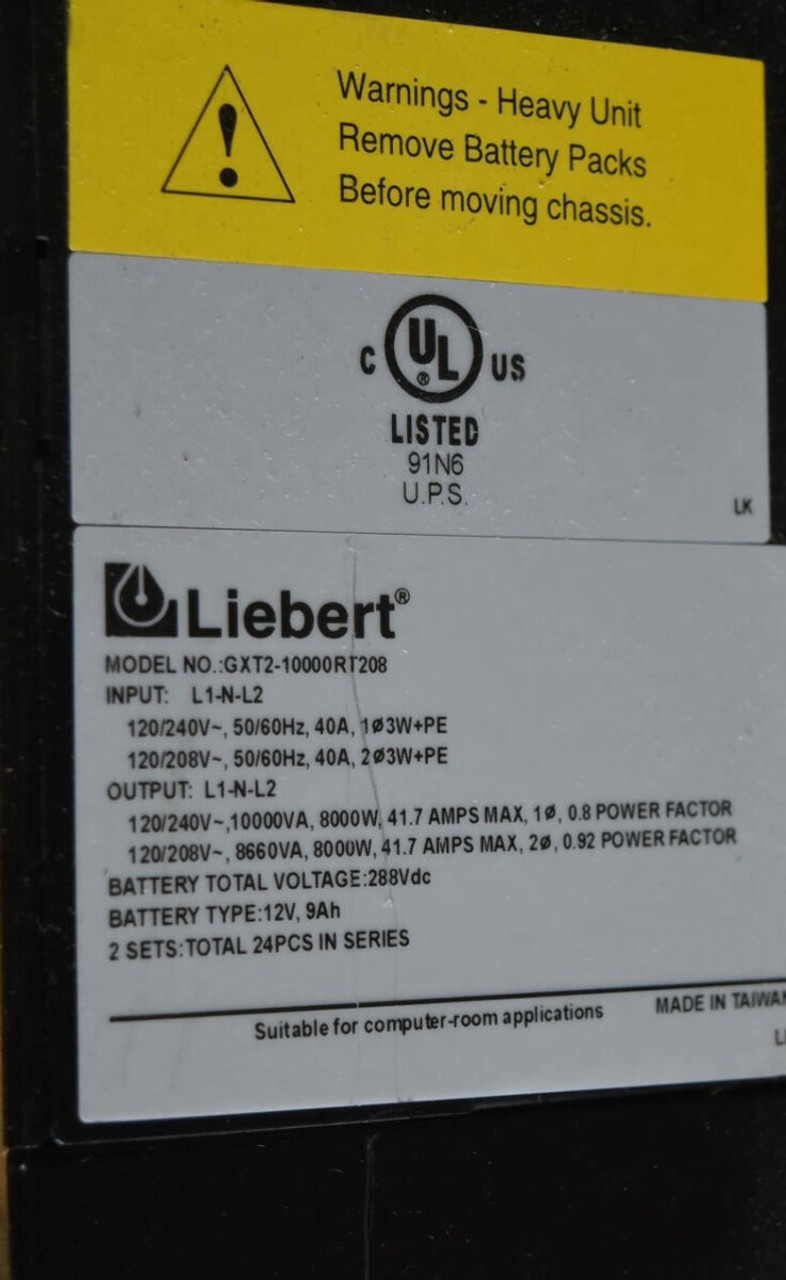 Warnings - Heavy Unit
Remove Battery Packs
Before moving chassis.
C UL® US
LISTED
91N6
U.P.S.
LK
Liebert®
MODEL NO.:GXT2-10000RT208
INPUT: L1-N-L2
120/240V~, 50/60Hz, 40A, 1ø3W+PE
120/208V~, 50/60Hz, 40A, 2ø3W+PE
OUTPUT: L1-N-L2
120/240V~,10000VA, 8000W, 41.7 AMPS MAX, 1ø, 0.8 POWER FACTOR
120/208V~, 8660VA, 8000W, 41.7 AMPS MAX, 2ø, 0.92 POWER FACTOR
BATTERY TOTAL VOLTAGE:288Vdc
BATTERY TYPE:12V, 9Ah
2 SETS:TOTAL 24PCS IN SERIES
Suitable for computer-room applications
MADE IN TAIWAN